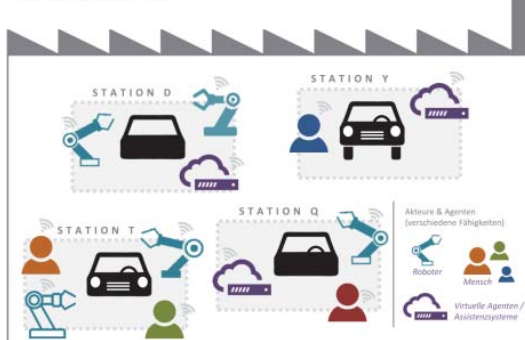 STATION D
STATION Y
STATION T
STATION Q
Akteure & Agenten
(verschiedene Fähigkeiten)
Roboter
Mensch
Virtuelle Agenten /
Assistenzsysteme